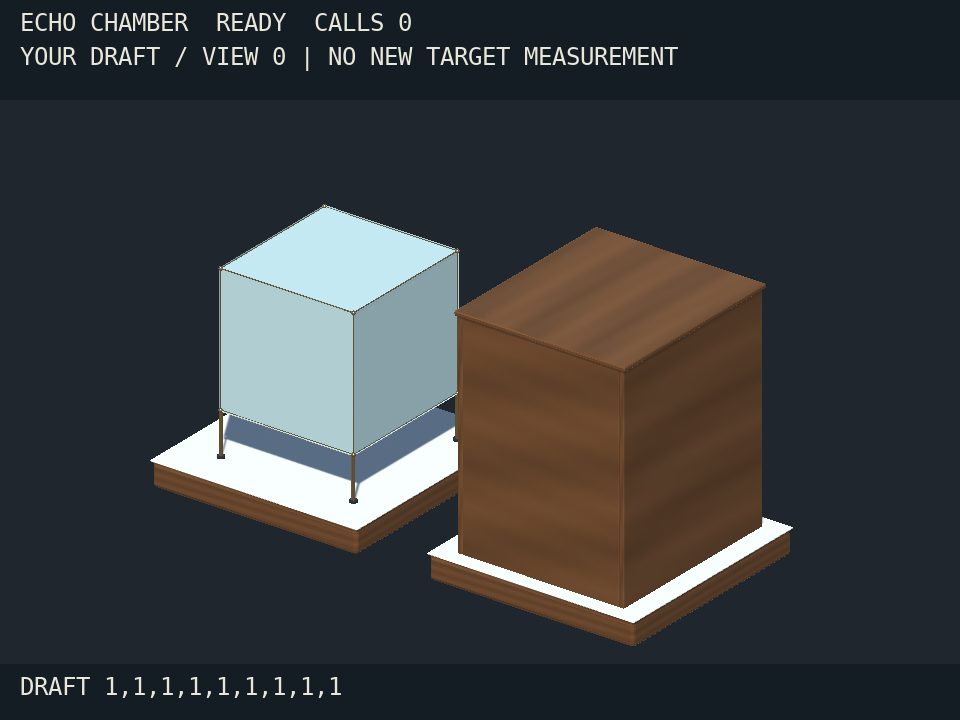 ECHO CHAMBER  READY  CALLS 0
YOUR DRAFT / VIEW 0 | NO NEW TARGET MEASUREMENT
DRAFT 1,1,1,1,1,1,1,1,1